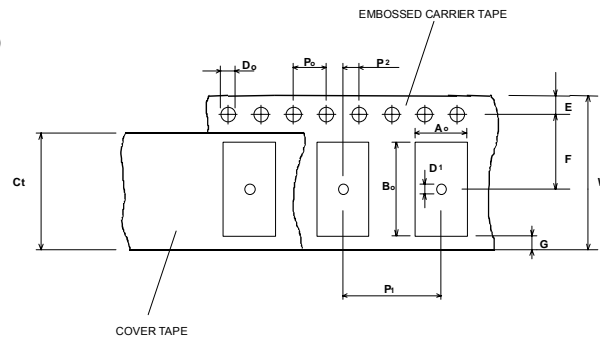 EMBOSSED CARRIER TAPE
Do
Po
P2
E
Ao
F
D1
Bo
Ct
G
P1
COVER TAPE